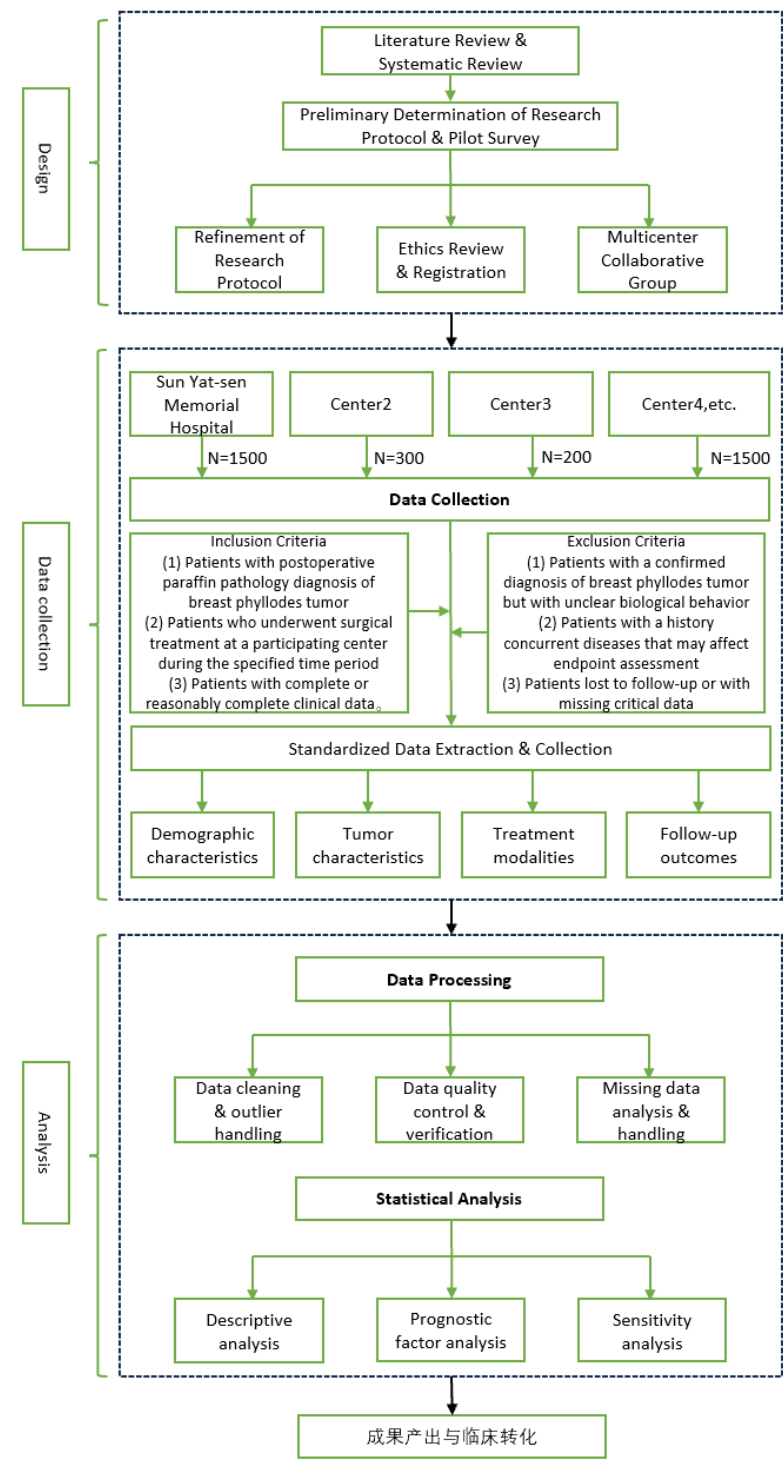 Design
Literature Review &
Systematic Review
Preliminary Determination of Research
Protocol & Pilot Survey
Refinement of
Research
Protocol
Ethics Review
& Registration
Multicenter
Collaborative
Group
Data collection
Sun Yat-sen
Memorial
Hospital
Center2
Center3
Center4,etc.
N=1500
N=300
N=200
N=1500
Data Collection
Inclusion Criteria
(1) Patients with postoperative
paraffin pathology diagnosis of
breast phyllodes tumor
(2) Patients who underwent surgical
treatment at a participating center
during the specified time period
(3) Patients with complete or
reasonably complete clinical data。
Exclusion Criteria
(1) Patients with a confirmed
diagnosis of breast phyllodes tumor
but with unclear biological behavior
(2) Patients with a history
concurrent diseases that may affect
endpoint assessment
(3) Patients lost to follow-up or with
missing critical data
Standardized Data Extraction & Collection
Demographic
characteristics
Tumor
characteristics
Treatment
modalities
Follow-up
outcomes
Analysis
Data Processing
Data cleaning
& outlier
handling
Data quality
control &
verification
Missing data
analysis &
handling
Statistical Analysis
Descriptive
analysis
Prognostic
factor analysis
Sensitivity
analysis
成果产出与临床转化